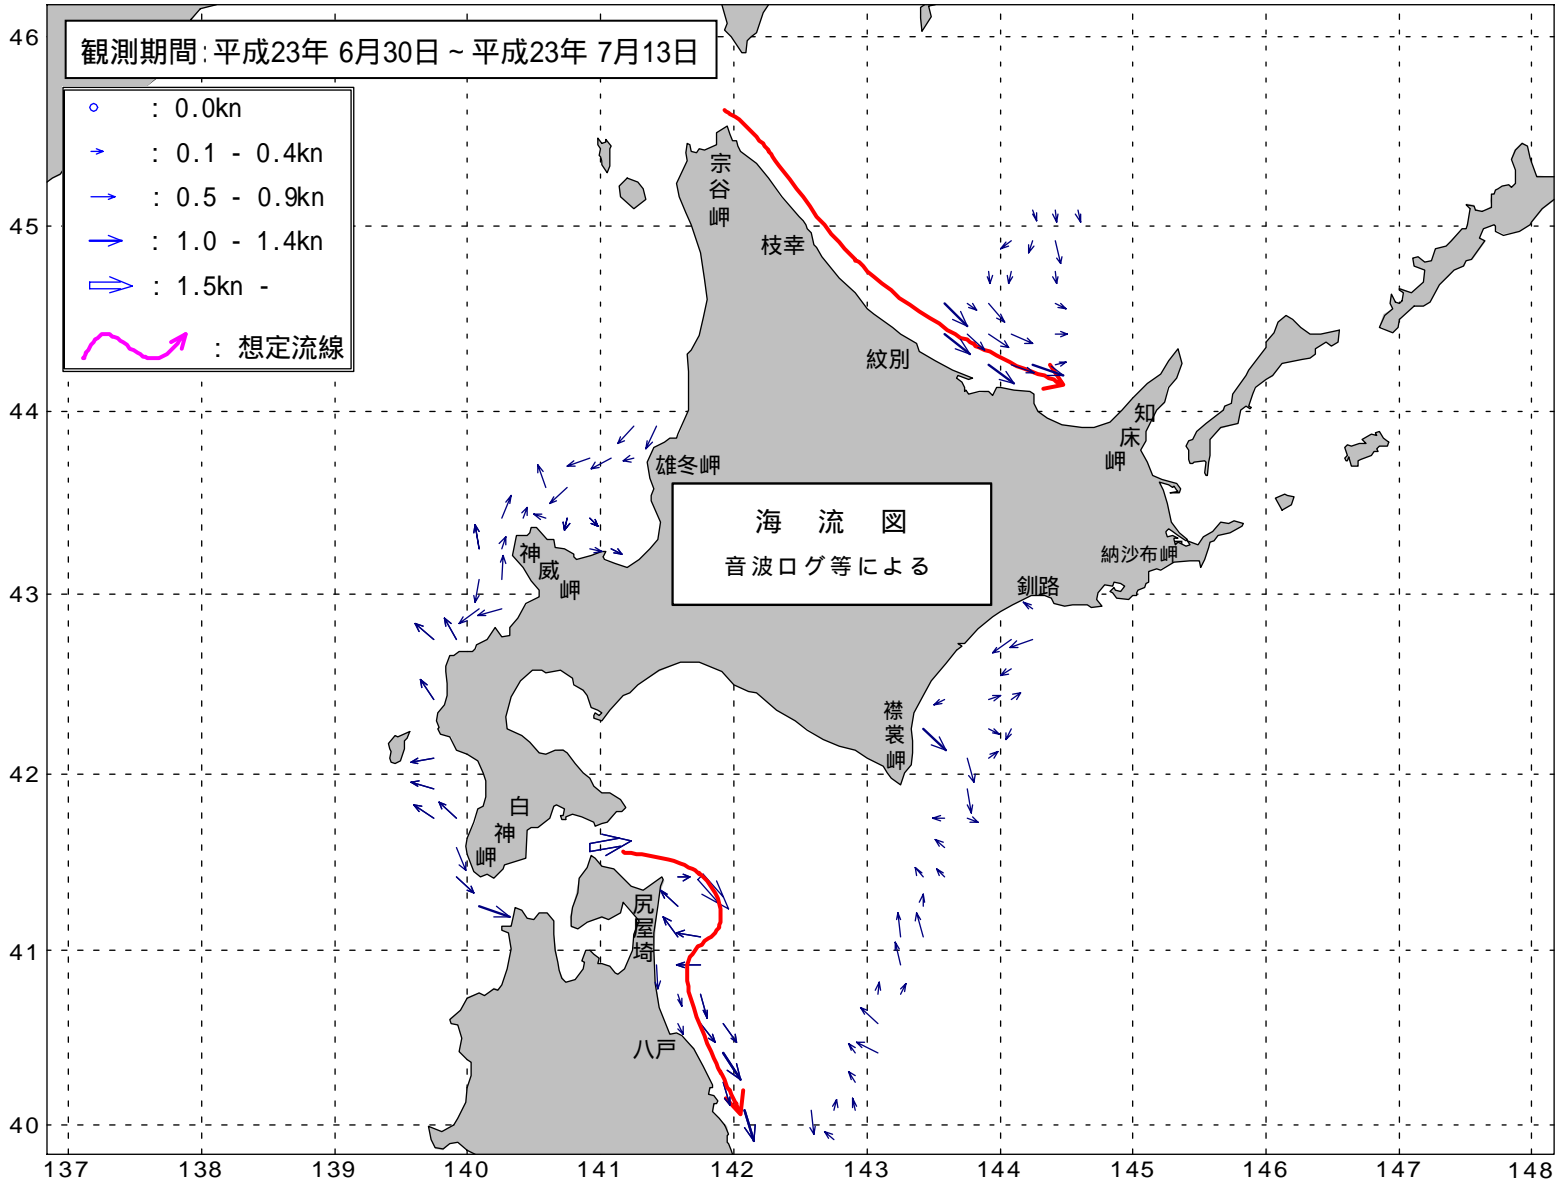 観測期間:平成23年 6月30日 ~ 平成23年 7月13日
: 0.0kn
: 0.1 - 0.4kn
: 0.5 - 0.9kn
: 1.0 - 1.4kn
: 1.5kn -
: 想定流線
46
45
44
43
42
41
40
宗谷岬
枝幸
紋別
知床岬
雄冬岬
海 流 図
音波ログ等による
神威岬
納沙布岬
釧路
襟裳岬
白神岬
尻屋埼
八戸
137 138 139 140 141 142 143 144 145 146 147 148